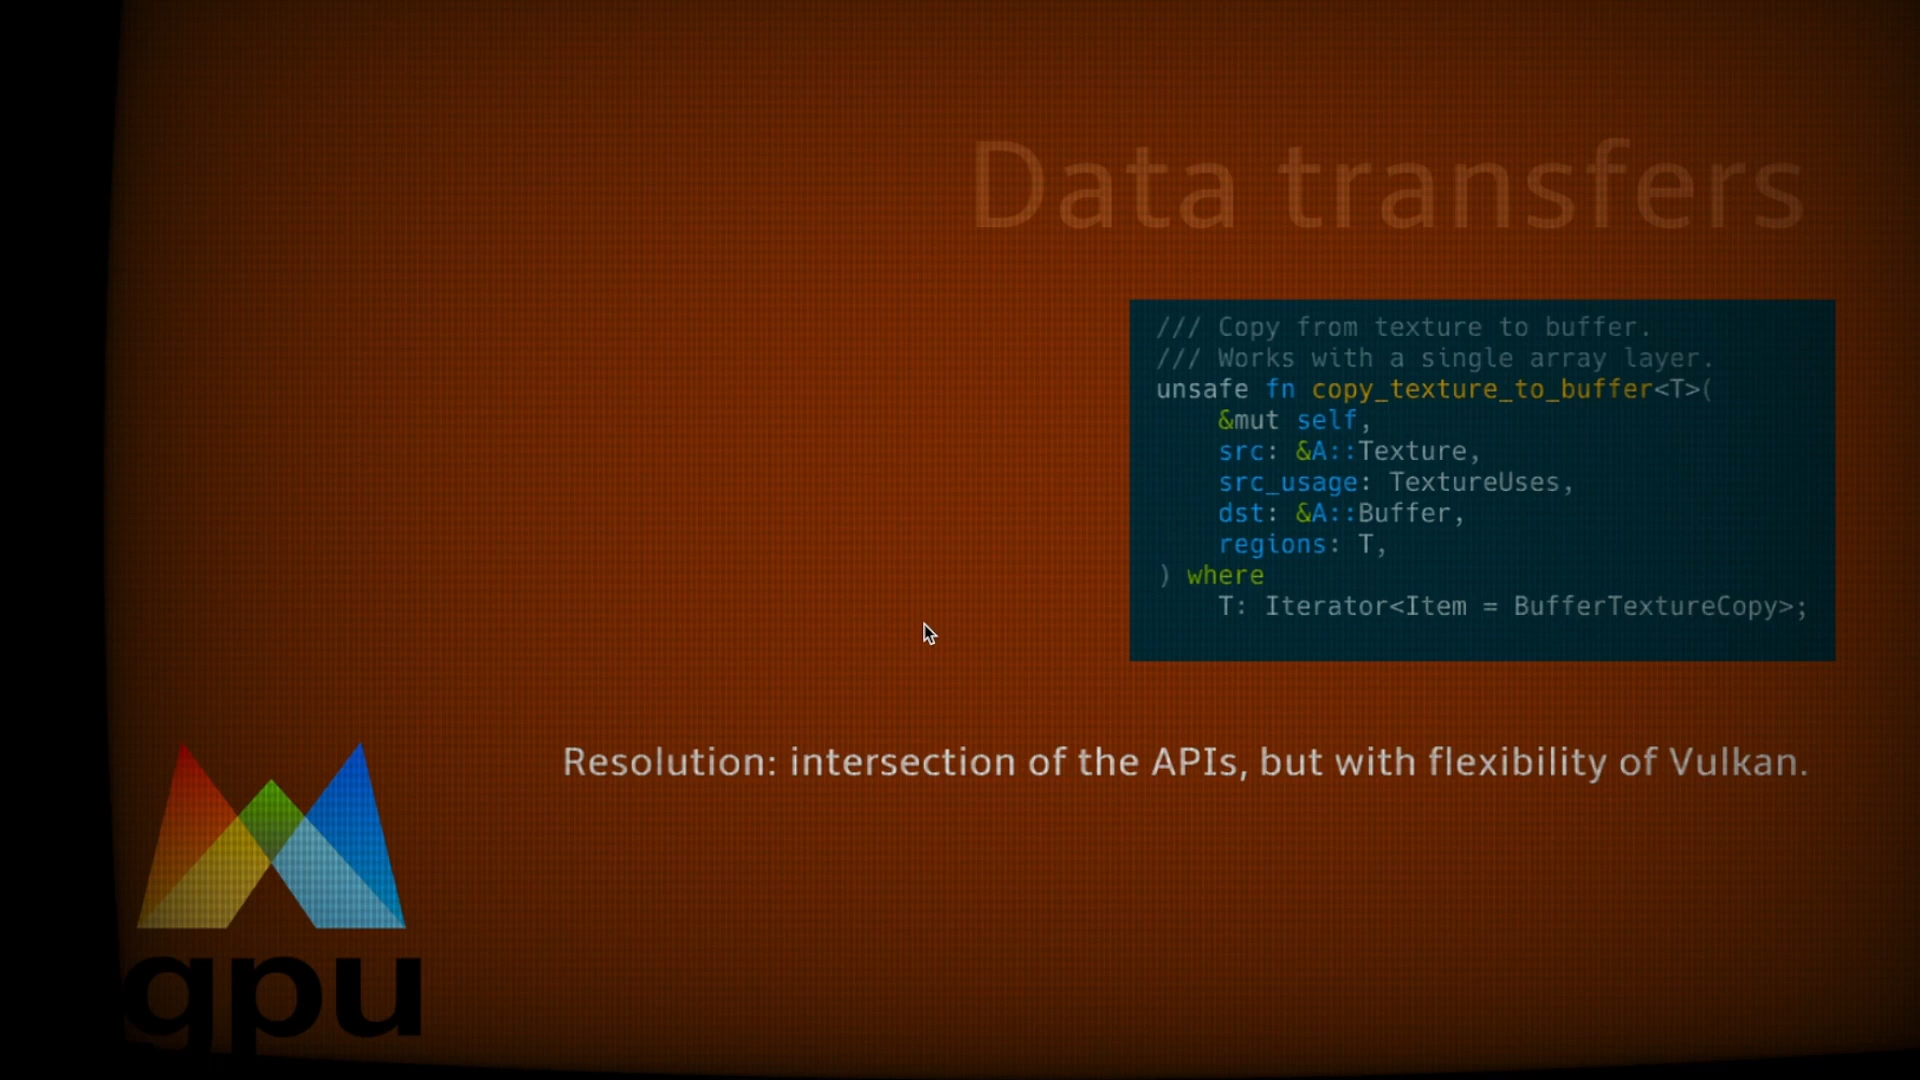 Data transfers
/// Copy from texture to buffer.
/// Works with a single array layer.
unsafe fn copy_texture_to_buffer<T>(
    &mut self,
    src: &A::Texture,
    src_usage: TextureUses,
    dst: &A::Buffer,
    regions: T,
) where
    T: Iterator<Item = BufferTextureCopy>;
Resolution: intersection of the APIs, but with flexibility of Vulkan.
gpu